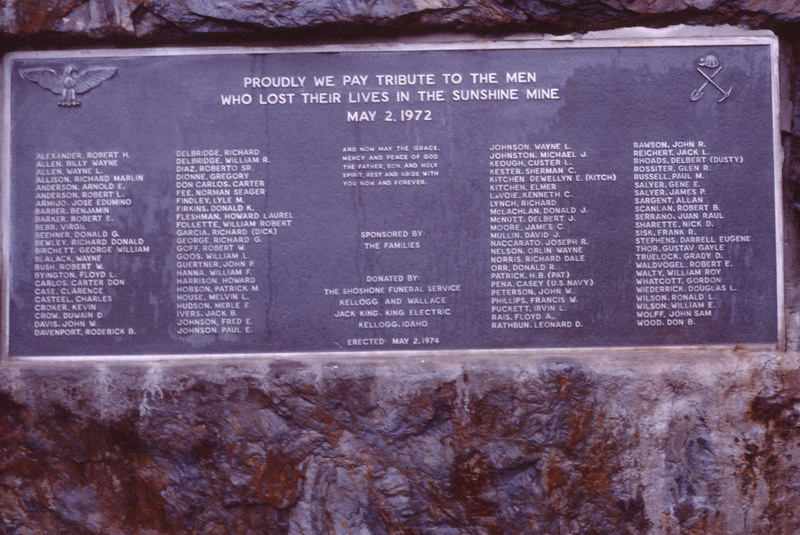 PROUDLY WE PAY TRIBUTE TO THE MEN
WHO LOST THEIR LIVES IN THE SUNSHINE MINE
MAY 2, 1972
ALEXANDER, ROBERT H.
ALLEN, BILLY WAYNE
ALLEN, WAYNE L.
ALLISON, RICHARD MARLIN
ANDERSON, ARNOLD E.
ANDERSON, ROBERT L.
ARMIJO, JOSE EDUMINO
BARBER, BENJAMIN
BARKER, ROBERT E.
BEBB, VIRGIL
BEEHNER, DONALD G.
BEWLEY, RICHARD DONALD
BIRCHETT, GEORGE WILLIAM
BLALACK, WAYNE
BUSH, ROBERT W.
BYINGTON, FLOYD L.
CARLOS, CARTER DON
CASE, CLARENCE
CASTEEL, CHARLES
CROKER, KEVIN
CROW, DUWAIN D.
DAVIS, JOHN W.
DAVENPORT, RODERICK B.
DELBRIDGE, RICHARD
DELBRIDGE, WILLIAM R.
DIAZ, ROBERTO SR.
DIONNE, GREGORY
DON CARLOS, CARTER
FEE, NORMAN SEAGER
FINDLEY, LYLE M.
FIRKINS, DONALD K.
FLESHMAN, HOWARD LAUREL
FOLLETTE, WILLIAM ROBERT
GARCIA, RICHARD (DICK)
GEORGE, RICHARD G.
GOFF, ROBERT W.
GOOS, WILLIAM L.
GUERTNER, JOHN P.
HANNA, WILLIAM F.
HARRISON, HOWARD
HOBSON, PATRICK M.
HOUSE, MELVIN L.
HUDSON, MERLE E.
IVERS, JACK B.
JOHNSON, FRED E.
JOHNSON, PAUL E.
AND NOW MAY THE GRACE,
MERCY AND PEACE OF GOD
THE FATHER, SON, AND HOLY
SPIRIT, REST AND ABIDE WITH
YOU NOW AND FOREVER.
SPONSORED BY
THE FAMILIES
DONATED BY:
THE SHOSHONE FUNERAL SERVICE
KELLOGG AND WALLACE
JACK KING, KING ELECTRIC
KELLOGG, IDAHO
ERECTED: MAY 2, 1974
JOHNSON, WAYNE L.
JOHNSTON, MICHAEL J.
KEOUGH, CUSTER L.
KESTER, SHERMAN C.
KITCHEN, DEWELLYN E. (KITCH)
KITCHEN, ELMER
LAVOIE, KENNETH C.
LYNCH, RICHARD
McLACHLAN, DONALD J.
McNUTT, DELBERT J.
MOORE, JAMES C.
MULLIN, DAVID J.
NACCARATO, JOSEPH R.
NELSON, ORLIN WAYNE
NORRIS, RICHARD DALE
ORR, DONALD R.
PATRICK, H.B. (PAT)
PENA, CASEY (U.S. NAVY)
PETERSON, JOHN W.
PHILLIPS, FRANCIS W.
PUCKETT, IRVIN L.
RAIS, FLOYD A.
RATHBUN, LEONARD D.
RAWSON, JOHN R.
REICHERT, JACK L.
RHOADS, DELBERT (DUSTY)
ROSSITER, GLEN R.
RUSSELL, PAUL M.
SALYER, GENE E.
SALYER, JAMES P.
SARGENT, ALLAN
SCANLAN, ROBERT B.
SERRANO, JUAN RAUL
SHARETTE, NICK D.
SISK, FRANK R.
STEPHENS, DARRELL EUGENE
THOR, GUSTAV GAYLE
TRUELOCK, GRADY D.
WALDVOGEL, ROBERT E.
WALTY, WILLIAM ROY
WHATCOTT, GORDON
WIEDERRICK, DOUGLAS L.
WILSON, RONALD L.
WILSON, WILLIAM E.
WOLFF, JOHN SAM
WOOD, DON B.